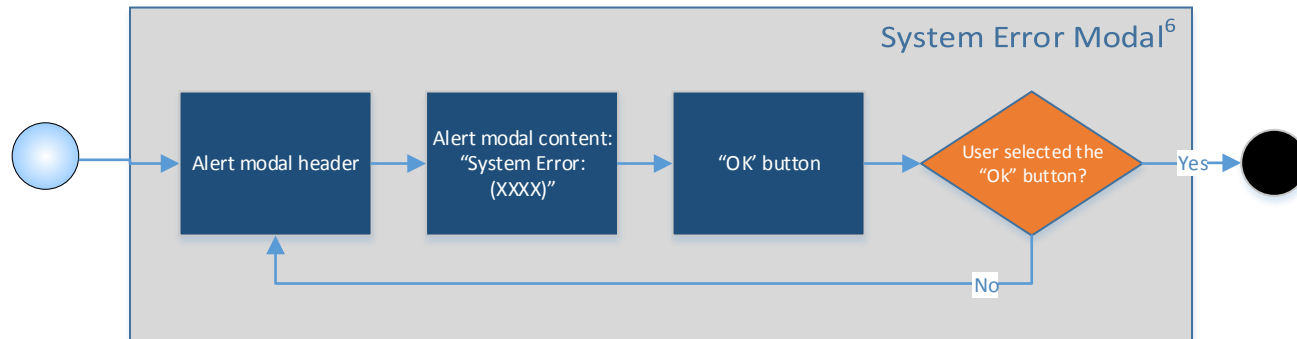 System Error Modal⁶
Alert modal header
Alert modal content:
“System Error:
(XXXX)”
“OK’ button
User selected the
“Ok” button?
Yes
No